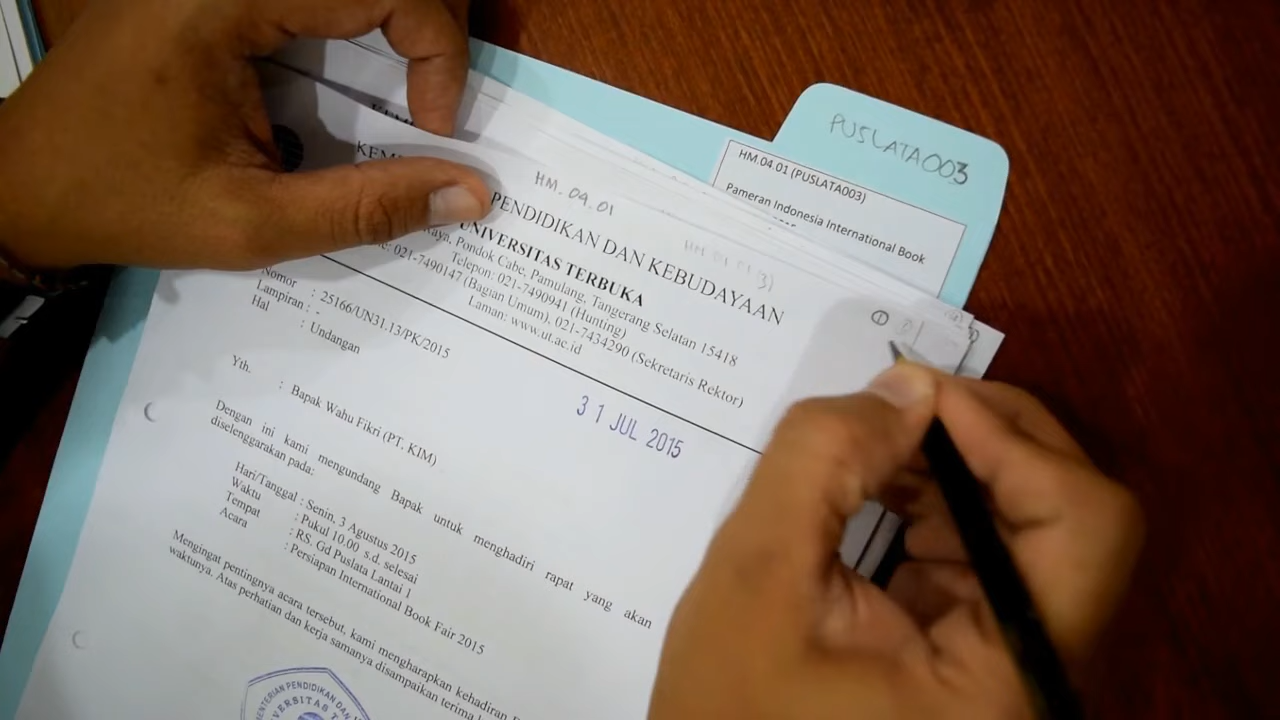 PUSLATA003
HM.04.01 (PUSLATA003)
Pameran Indonesia International Book
HM.04.01
PENDIDIKAN DAN KEBUDAYAAN
UNIVERSITAS TERBUKA
Raya, Pondok Cabe, Pamulang, Tangerang Selatan 15418
Telepon: 021-7490941 (Hunting)
021-7490147 (Bagian Umum), 021-7434290 (Sekretaris Rektor)
Laman: www.ut.ac.id
1
Nomor : 25166/UN31.13/PK/2015
Lampiran : -
Hal : Undangan
31 JUL 2015
Yth. : Bapak Wahu Fikri (PT. KIM)
Dengan ini kami mengundang Bapak untuk menghadiri rapat yang akan
diselenggarakan pada:
Hari/Tanggal : Senin, 3 Agustus 2015
Waktu : Pukul 10.00 s.d. selesai
Tempat : RS. Gd Puslata Lantai 1
Acara : Persiapan International Book Fair 2015
Mengingat pentingnya acara tersebut, kami mengharapkan kehadiran
waktunya. Atas perhatian dan kerja samanya disampaikan terima
PENDIDIKAN DAN